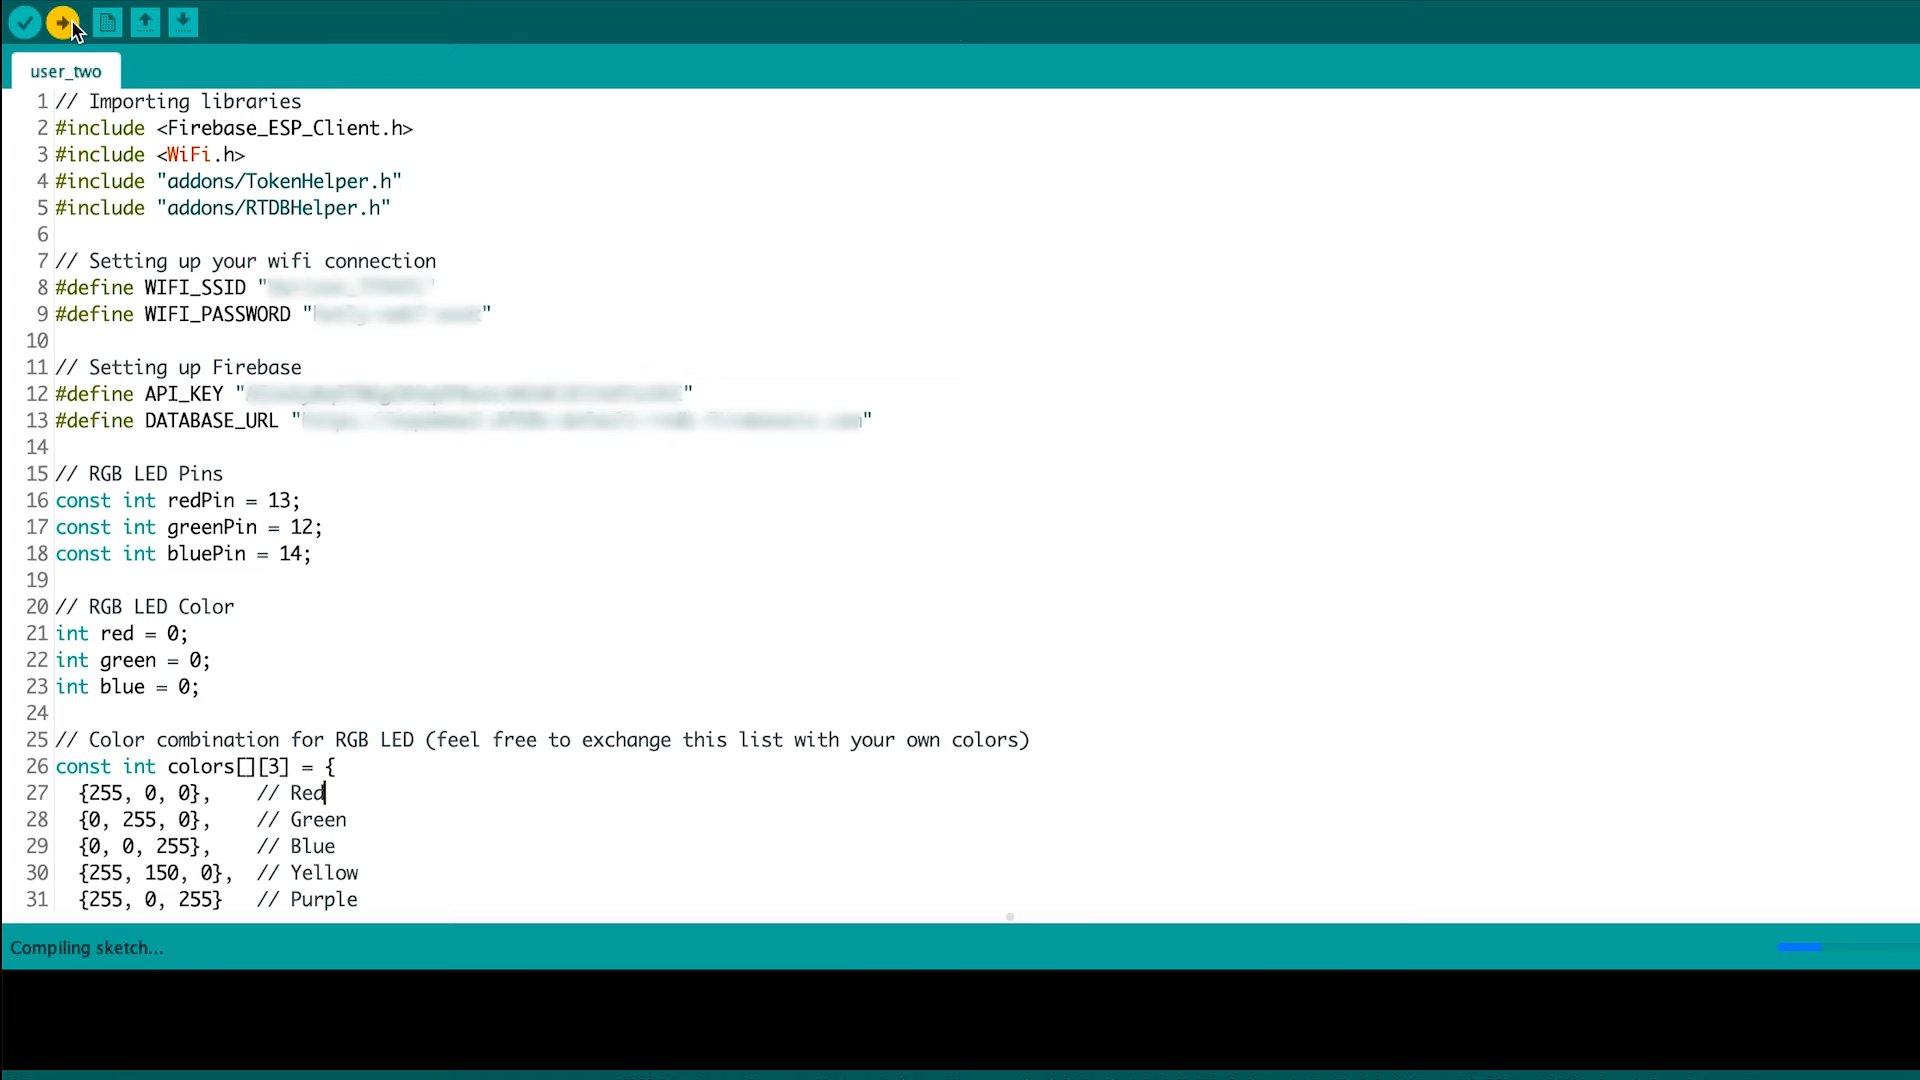 user_two
1 // Importing libraries
2 #include <Firebase_ESP_Client.h>
3 #include <WiFi.h>
4 #include "addons/TokenHelper.h"
5 #include "addons/RTDBHelper.h"
6
7 // Setting up your wifi connection
8 #define WIFI_SSID "
9 #define WIFI_PASSWORD " "
10
11 // Setting up Firebase
12 #define API_KEY " "
13 #define DATABASE_URL " "
14
15 // RGB LED Pins
16 const int redPin = 13;
17 const int greenPin = 12;
18 const int bluePin = 14;
19
20 // RGB LED Color
21 int red = 0;
22 int green = 0;
23 int blue = 0;
24
25 // Color combination for RGB LED (feel free to exchange this list with your own colors)
26 const int colors[][3] = {
27 {255, 0, 0}, // Red
28 {0, 255, 0}, // Green
29 {0, 0, 255}, // Blue
30 {255, 150, 0}, // Yellow
31 {255, 0, 255} // Purple
Compiling sketch...